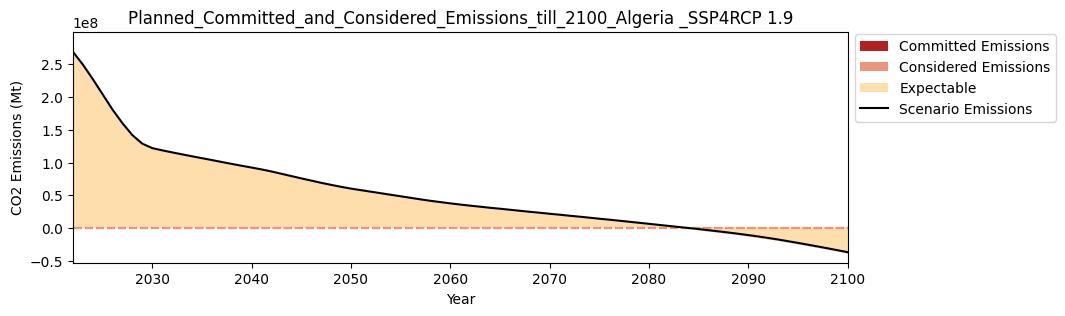 Planned_Committed_and_Considered_Emissions_till_2100_Algeria _SSP4RCP 1.9
1e8
2.5
2.0
1.5
1.0
0.5
0.0
−0.5
CO2 Emissions (Mt)
2030 2040 2050 2060 2070 2080 2090 2100
Year
Committed Emissions
Considered Emissions
Expectable
Scenario Emissions